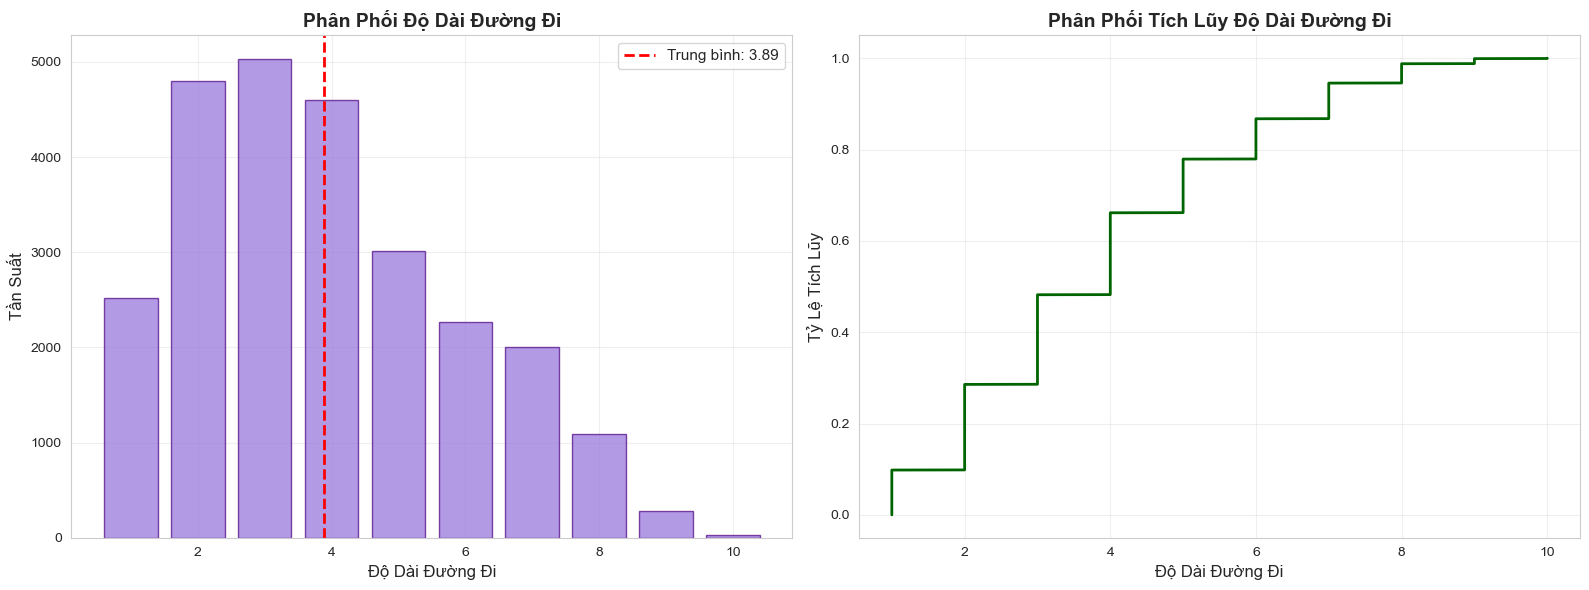 Phân Phối Độ Dài Đường Đi
Trung bình: 3.89
Tần Suất
5000
4000
3000
2000
1000
0
2 4 6 8 10
Độ Dài Đường Đi
Phân Phối Tích Lũy Độ Dài Đường Đi
Tỷ Lệ Tích Lũy
1.0
0.8
0.6
0.4
0.2
0.0
2 4 6 8 10
Độ Dài Đường Đi